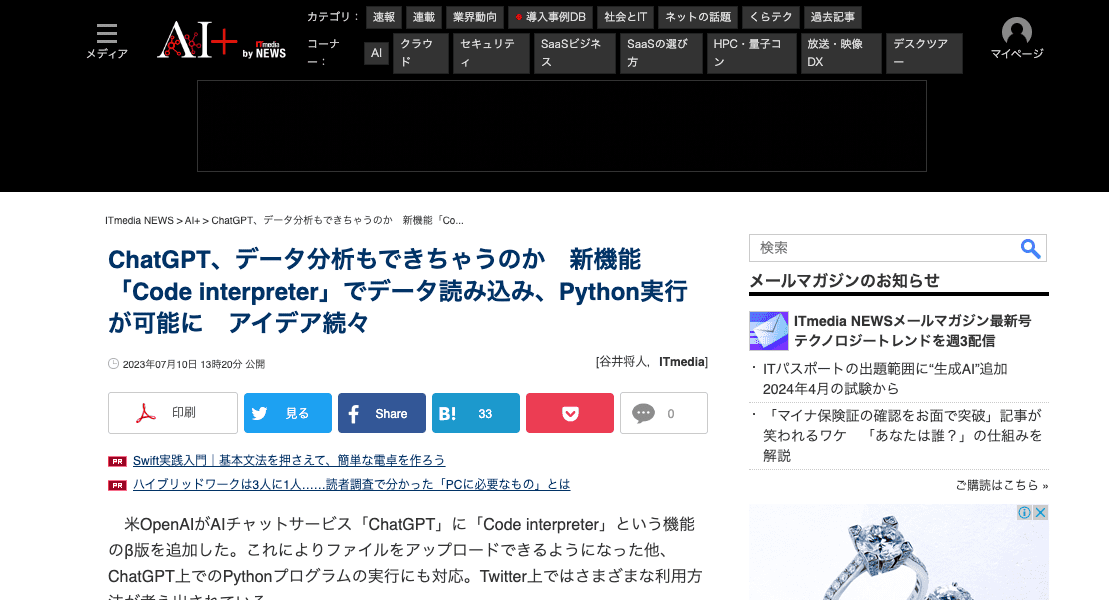 カテゴリ： 速報 連載 業界動向 導入事例DB 社会とIT ネットの話題 くらテク 過去記事
メディア
AI+ by ITmedia NEWS
コーナー： AI クラウド セキュリティ SaaSビジネス SaaSの選び方 HPC・量子コン 放送・映像DX デスクツアー
マイページ
ITmedia NEWS > AI+ > ChatGPT、データ分析もできちゃうのか　新機能「Co...
ChatGPT、データ分析もできちゃうのか　新機能
「Code interpreter」でデータ読み込み、Python実行
が可能に　アイデア続々
2023年07月10日 13時20分 公開
[谷井将人，ITmedia]
印刷 見る Share B! 33 0
PR Swift実践入門｜基本文法を押さえて、簡単な電卓を作ろう
PR ハイブリッドワークは3人に1人……読者調査で分かった「PCに必要なもの」とは
　米OpenAIがAIチャットサービス「ChatGPT」に「Code interpreter」という機能
のβ版を追加した。これによりファイルをアップロードできるようになった他、
ChatGPT上でのPythonプログラムの実行にも対応。Twitter上ではさまざまな利用方
法が考え出されている。
検索
メールマガジンのお知らせ
ITmedia NEWSメールマガジン最新号
テクノロジートレンドを週3配信
・ITパスポートの出題範囲に“生成AI”追加
2024年4月の試験から
・「マイナ保険証の確認をお面で突破」記事が
笑われるワケ　「あなたは誰？」の仕組みを
解説
ご購読はこちら »